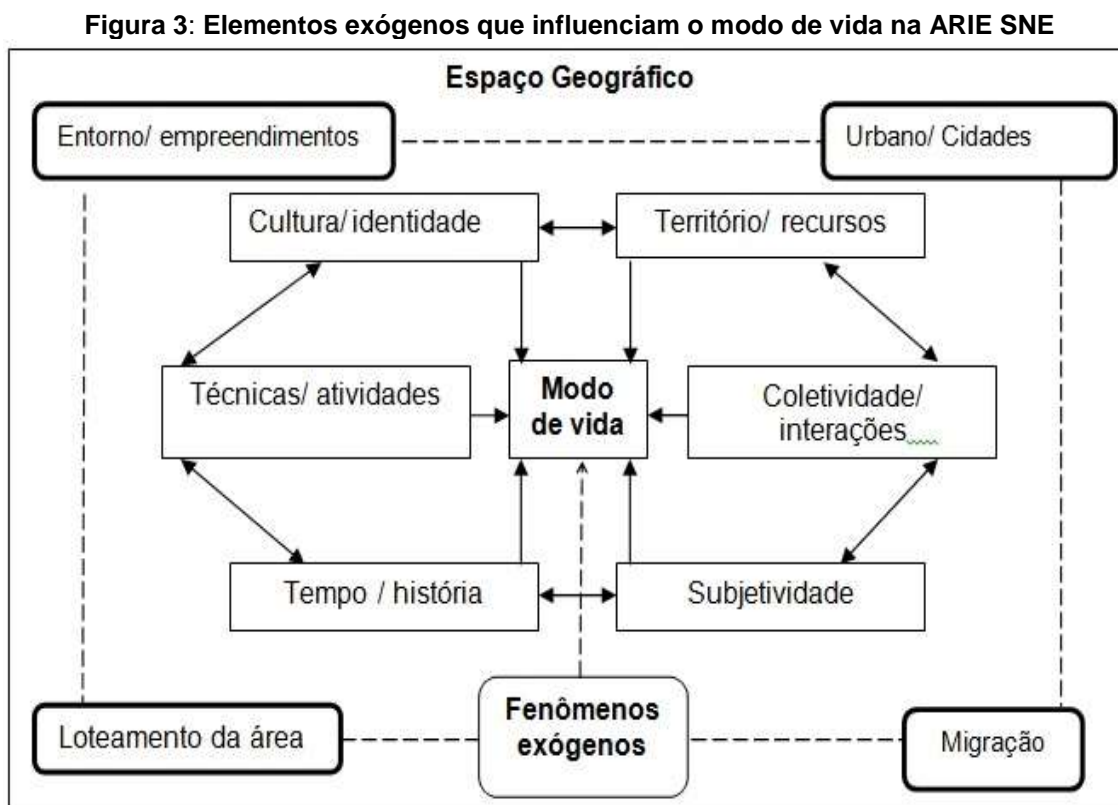 Figura 3: Elementos exógenos que influenciam o modo de vida na ARIE SNE
Espaço Geográfico
Entorno/ empreendimentos
Urbano/ Cidades
Cultura/ identidade
Território/ recursos
Técnicas/ atividades
Modo
de vida
Coletividade/
interações
Tempo / história
Subjetividade
Loteamento da área
Fenômenos
exógenos
Migração